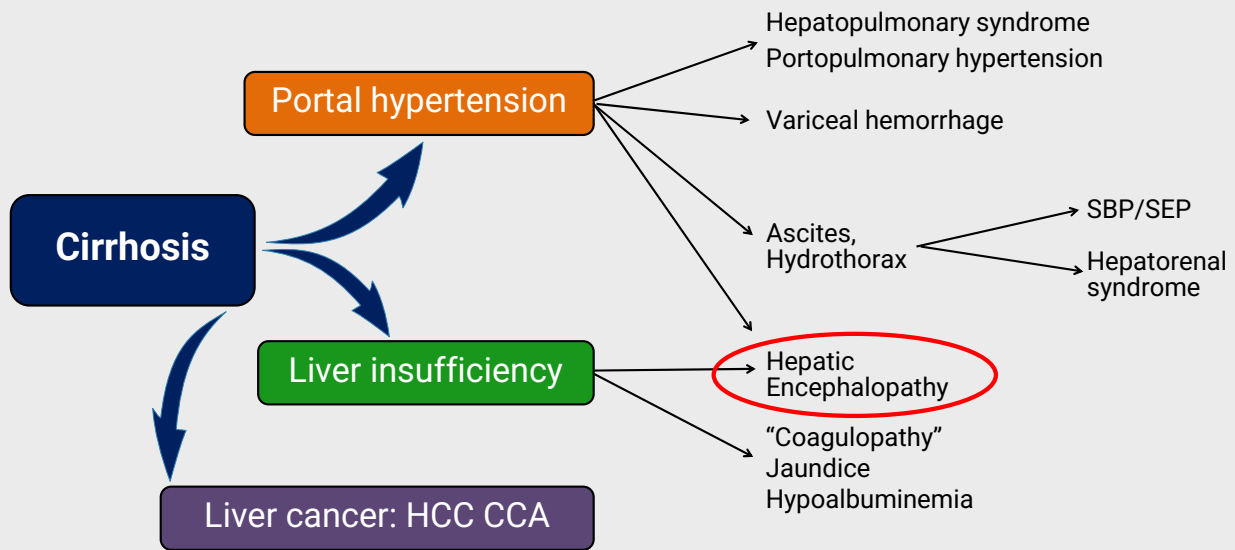 Hepatopulmonary syndrome
Portopulmonary hypertension
Portal hypertension
Variceal hemorrhage
Cirrhosis
Ascites,
Hydrothorax
SBP/SEP
Hepatorenal
syndrome
Liver insufficiency
Hepatic
Encephalopathy
“Coagulopathy”
Jaundice
Hypoalbuminemia
Liver cancer: HCC CCA